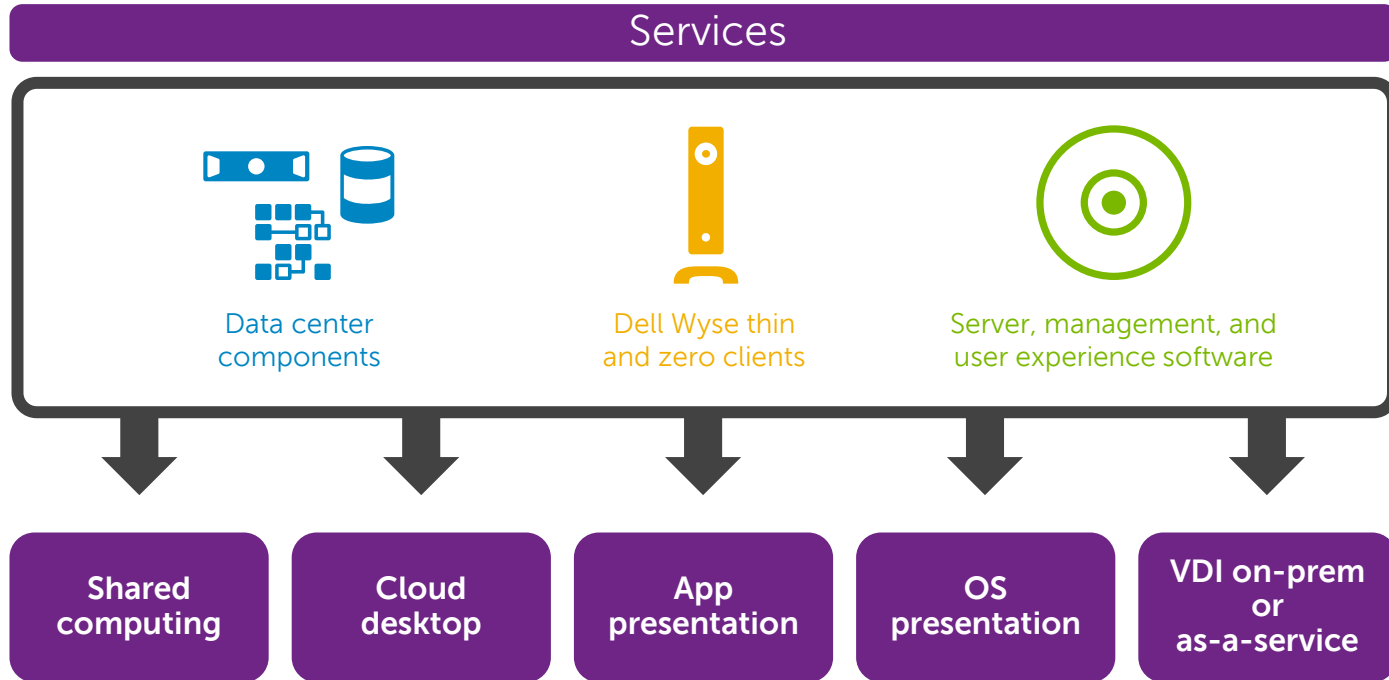 Services
Data center
components
Dell Wyse thin
and zero clients
Server, management, and
user experience software
Shared
computing
Cloud
desktop
App
presentation
OS
presentation
VDI on-prem
or
as-a-service